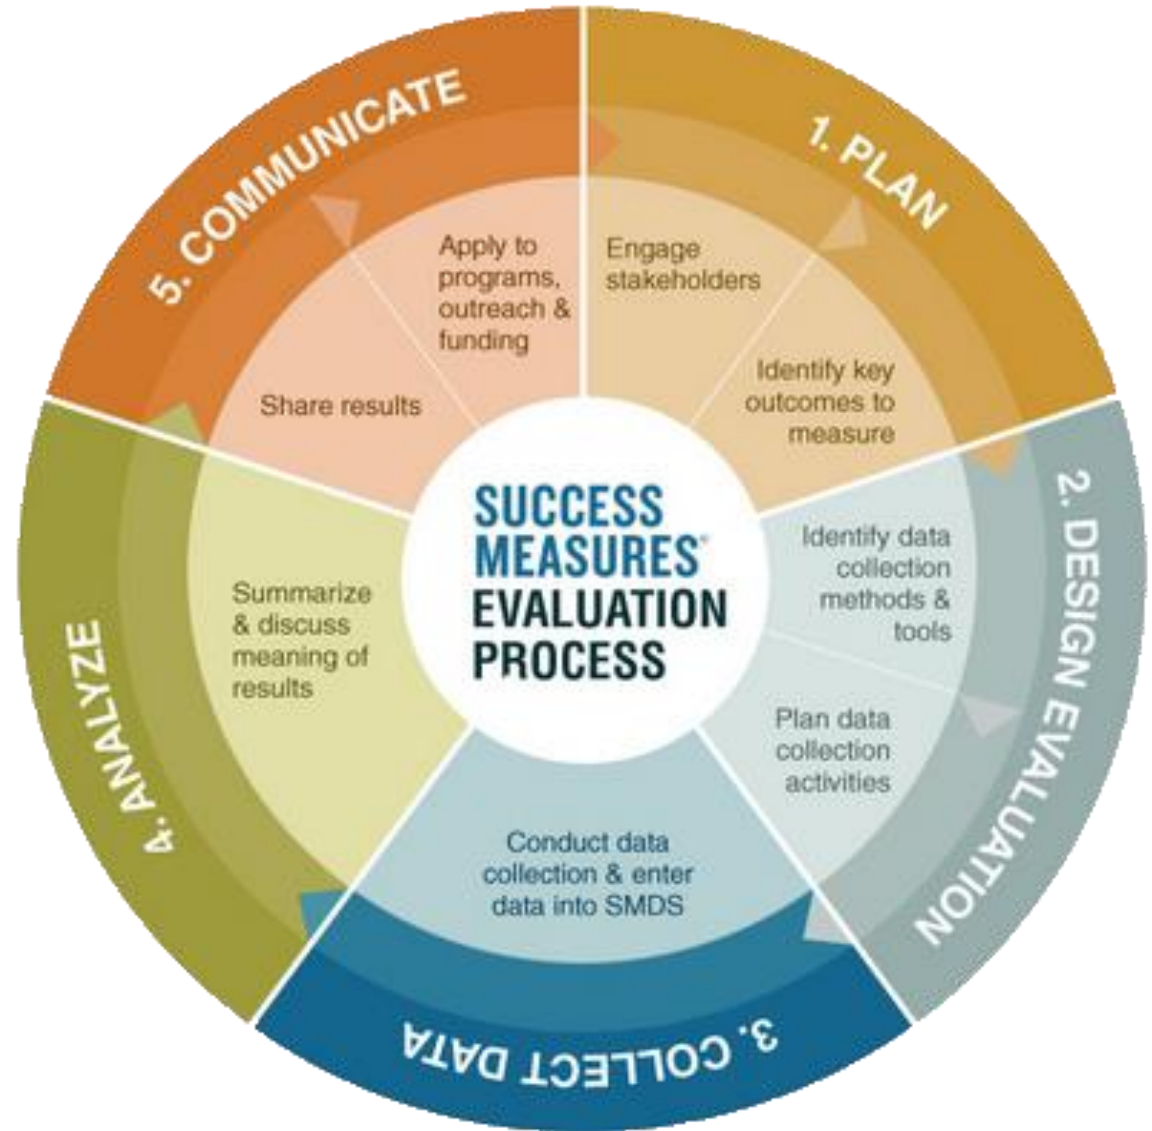 SUCCESS
MEASURES®
EVALUATION
PROCESS
1. PLAN
Engage
stakeholders
Identify key
outcomes to
measure
2. DESIGN EVALUATION
Identify data
collection
methods &
tools
Plan data
collection
activities
3. COLLECT DATA
Conduct data
collection & enter
data into SMDS
4. ANALYZE
Summarize
& discuss
meaning of
results
5. COMMUNICATE
Share results
Apply to
programs,
outreach &
funding